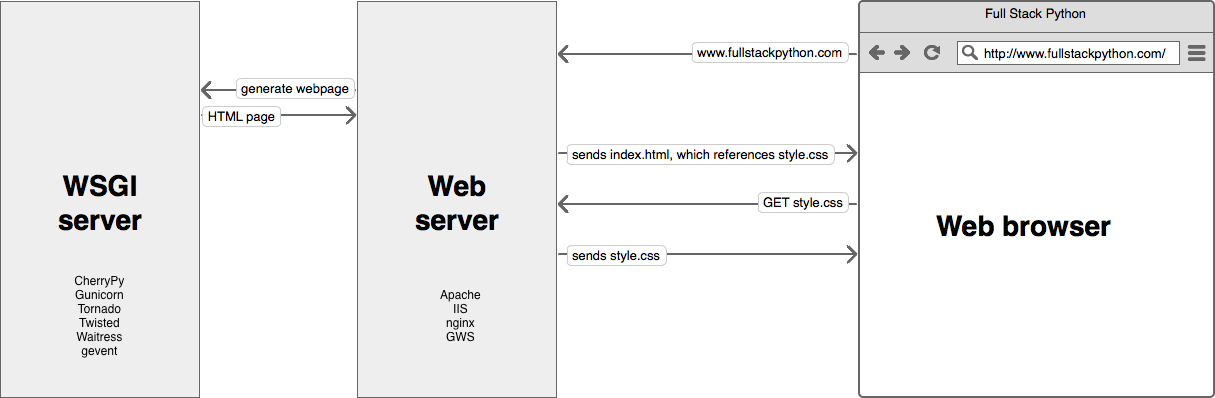 Full Stack Python
http://www.fullstackpython.com/
www.fullstackpython.com
generate webpage
HTML page
sends index.html, which references style.css
GET style.css
sends style.css
WSGI
server
CherryPy
Gunicorn
Tornado
Twisted
Waitress
gevent
Web
server
Apache
IIS
nginx
GWS
Web browser